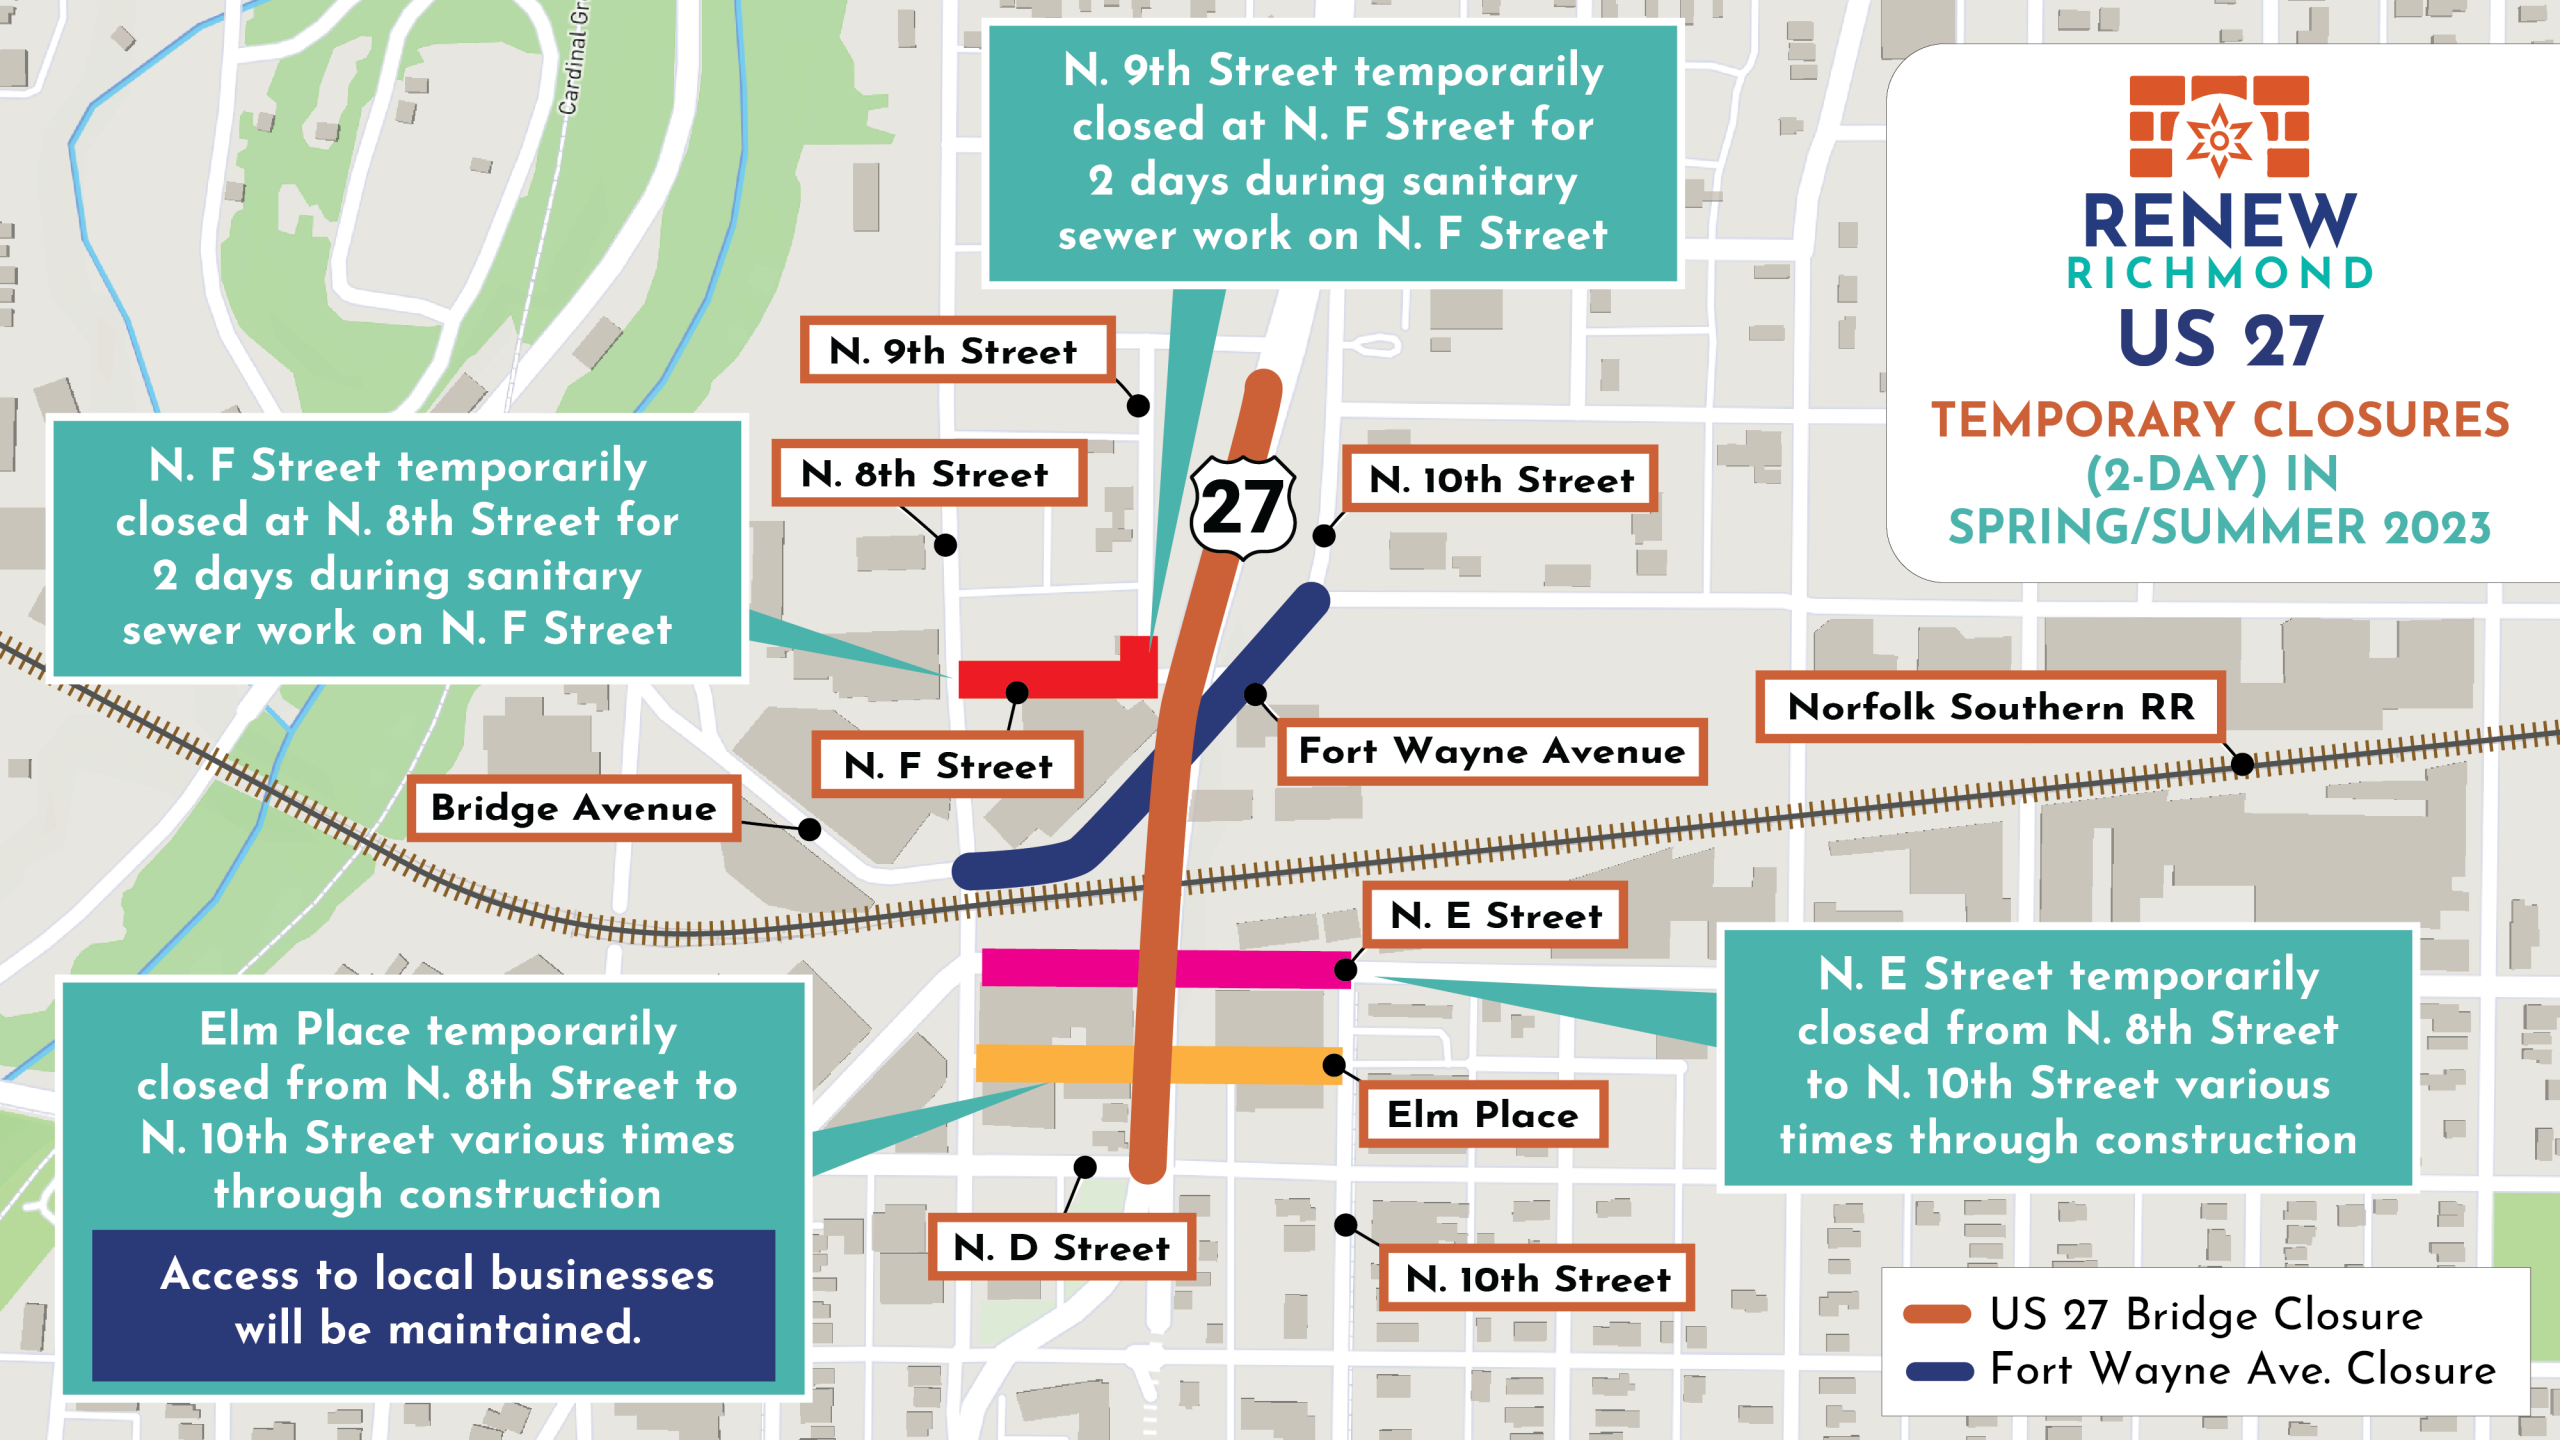 Cardinal Gr
N. 9th Street temporarily
closed at N. F Street for
2 days during sanitary
sewer work on N. F Street
RENEW
RICHMOND
US 27
TEMPORARY CLOSURES
(2-DAY) IN
SPRING/SUMMER 2023
N. 9th Street
N. 8th Street
27
N. 10th Street
N. F Street temporarily
closed at N. 8th Street for
2 days during sanitary
sewer work on N. F Street
Norfolk Southern RR
Fort Wayne Avenue
N. F Street
Bridge Avenue
N. E Street
N. E Street temporarily
closed from N. 8th Street
to N. 10th Street various
times through construction
Elm Place
Elm Place temporarily
closed from N. 8th Street to
N. 10th Street various times
through construction
Access to local businesses
will be maintained.
N. D Street
N. 10th Street
US 27 Bridge Closure
Fort Wayne Ave. Closure